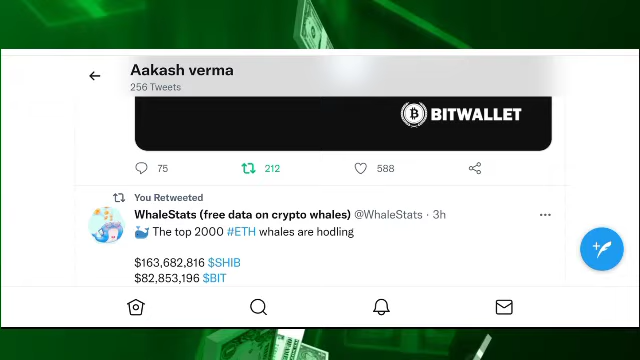 Aakash verma
256 Tweets
BITWALLET
75 212 588
You Retweeted
WhaleStats (free data on crypto whales) @WhaleStats · 3h
🐳 The top 2000 #ETH whales are hodling
$163,682,816 $SHIB
$82,853,196 $BIT